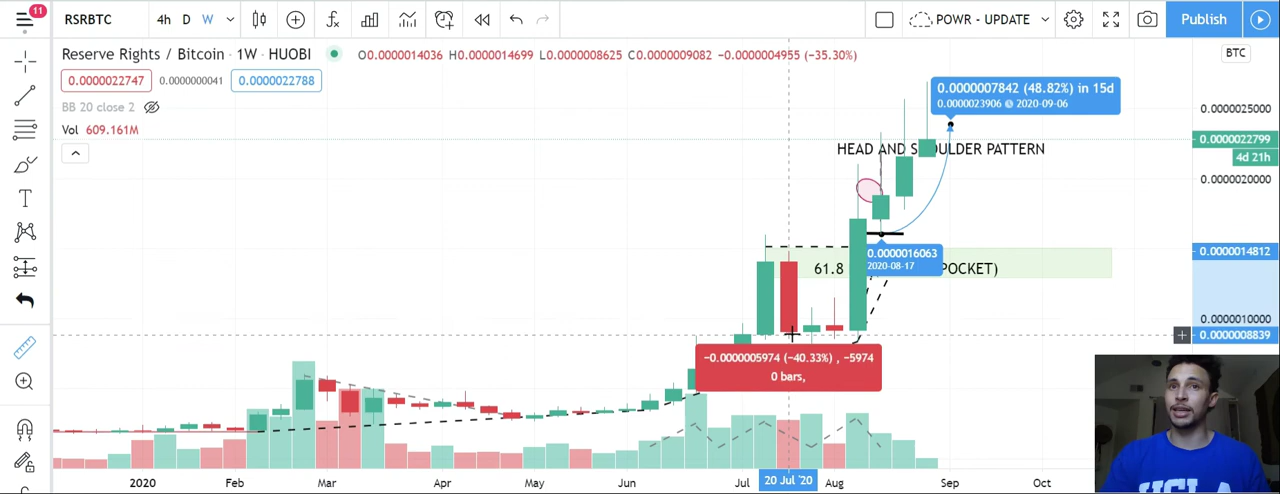 11
RSRBTC
4h D W
POWR - UPDATE
Publish
Reserve Rights / Bitcoin · 1W · HUOBI
O0.0000014036 H0.0000014699 L0.0000008625 C0.0000009082 −0.0000004955 (−35.30%)
BTC
0.0000022747 0.0000000041 0.0000022788
BB 20 close 2
Vol 609.161M
0.0000007842 (48.82%) in 15d
0.0000023906 2020-09-06
0.0000025000
0.0000022799
4d 21h
HEAD AND SHOULDER PATTERN
0.0000020000
0.0000016063
2020-08-17
0.0000014812
61.8 POCKET)
0.0000010000
0.0000008839
−0.0000005974 (−40.33%) , −5974
0 bars,
2020 Feb Mar Apr May Jun Jul 20 Jul '20 Aug Sep Oct
UCLA